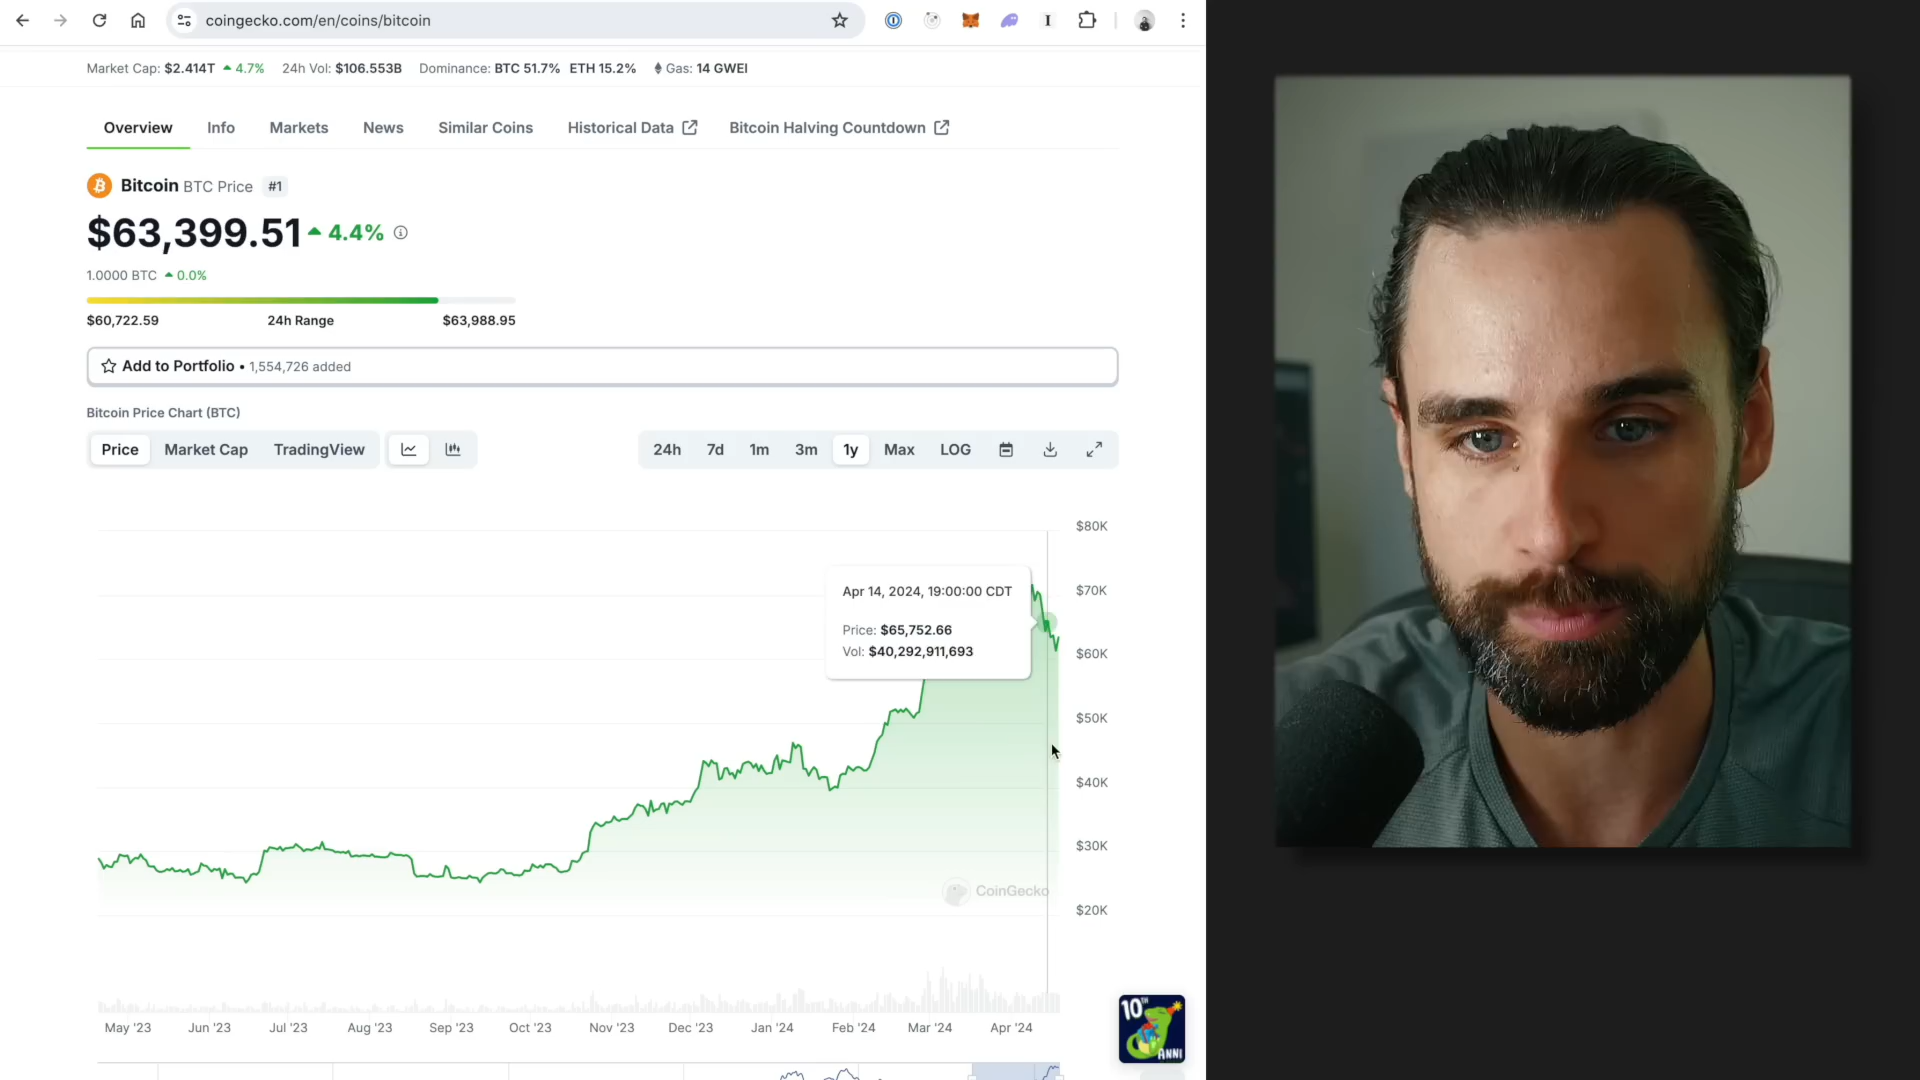 coingecko.com/en/coins/bitcoin
Market Cap: $2.414T 4.7% 24h Vol: $106.553B Dominance: BTC 51.7% ETH 15.2% Gas: 14 GWEI
Overview Info Markets News Similar Coins Historical Data Bitcoin Halving Countdown
Bitcoin BTC Price #1
$63,399.51 4.4%
1.0000 BTC 0.0%
$60,722.59 24h Range $63,988.95
Add to Portfolio • 1,554,726 added
Bitcoin Price Chart (BTC)
Price Market Cap TradingView 24h 7d 1m 3m 1y Max LOG
$80K
$70K
$60K
$50K
$40K
$30K
$20K
Apr 14, 2024, 19:00:00 CDT
Price: $65,752.66
Vol: $40,292,911,693
CoinGecko
May '23 Jun '23 Jul '23 Aug '23 Sep '23 Oct '23 Nov '23 Dec '23 Jan '24 Feb '24 Mar '24 Apr '24
10TH
ANNI